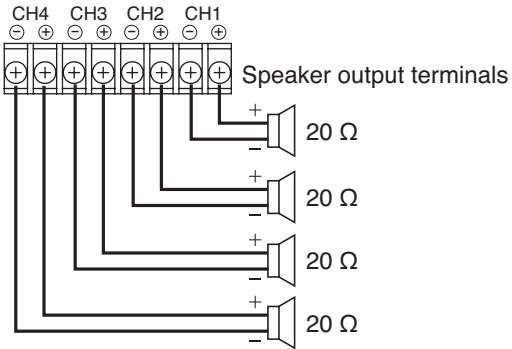 CH4 CH3 CH2 CH1
⊖ ⊕ ⊖ ⊕ ⊖ ⊕ ⊖ ⊕
Speaker output terminals
+
20 Ω
−
+
20 Ω
−
+
20 Ω
−
+
20 Ω
−